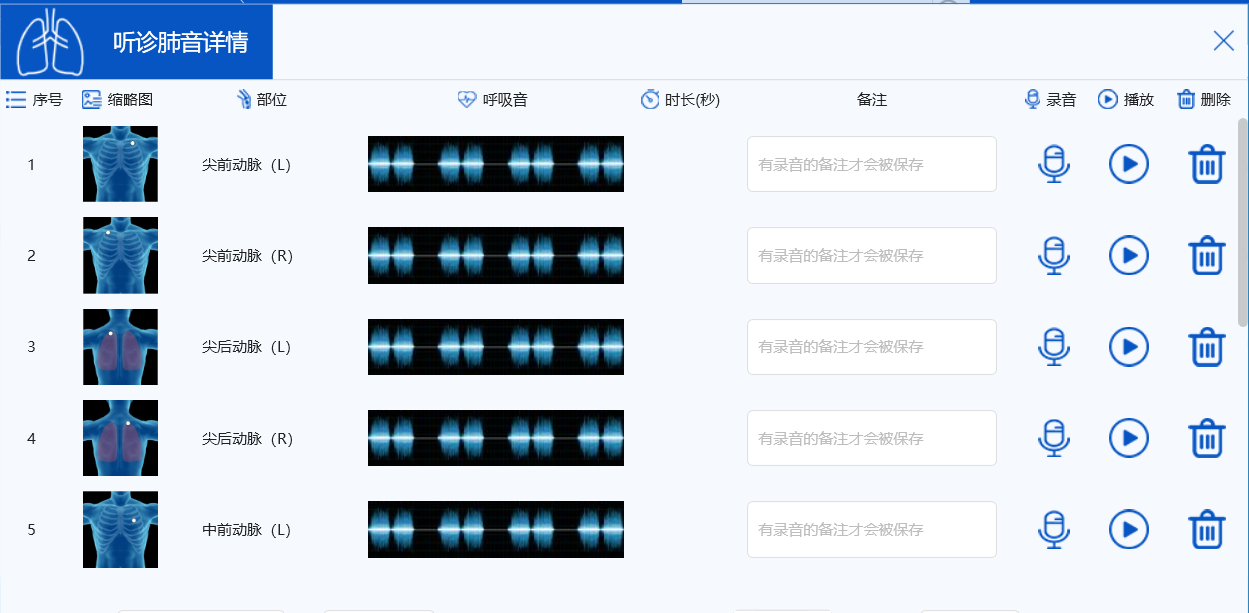 听诊肺音详情
序号 缩略图 部位 呼吸音 时长(秒) 备注 录音 播放 删除
1 尖前动脉（L） 有录音的备注才会被保存
2 尖前动脉（R） 有录音的备注才会被保存
3 尖后动脉（L） 有录音的备注才会被保存
4 尖后动脉（R） 有录音的备注才会被保存
5 中前动脉（L） 有录音的备注才会被保存